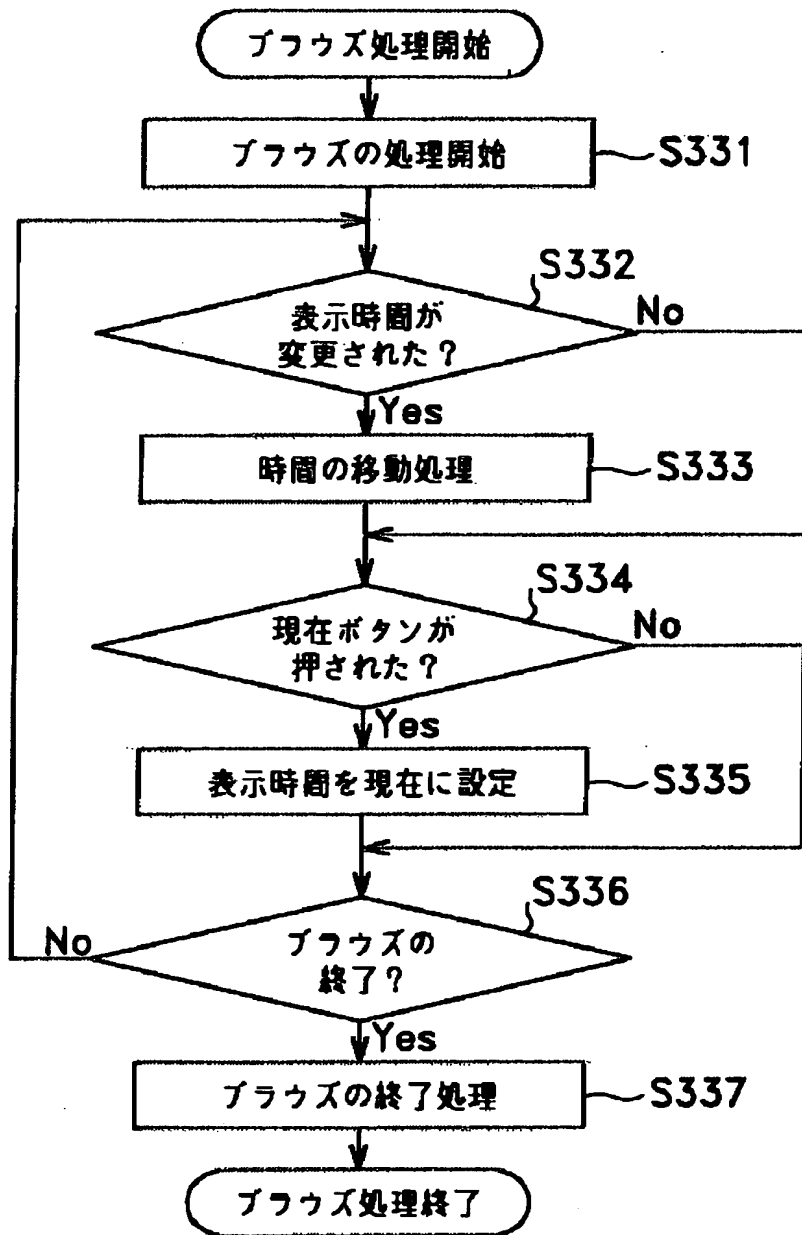 ブラウズ処理開始
ブラウズの処理開始
S331
S332
表示時間が
変更された?
No
Yes
時間の移動処理
S333
S334
現在ボタンが
押された?
No
Yes
表示時間を現在に設定
S335
S336
ブラウズの
終了?
No
Yes
ブラウズの終了処理
S337
ブラウズ処理終了